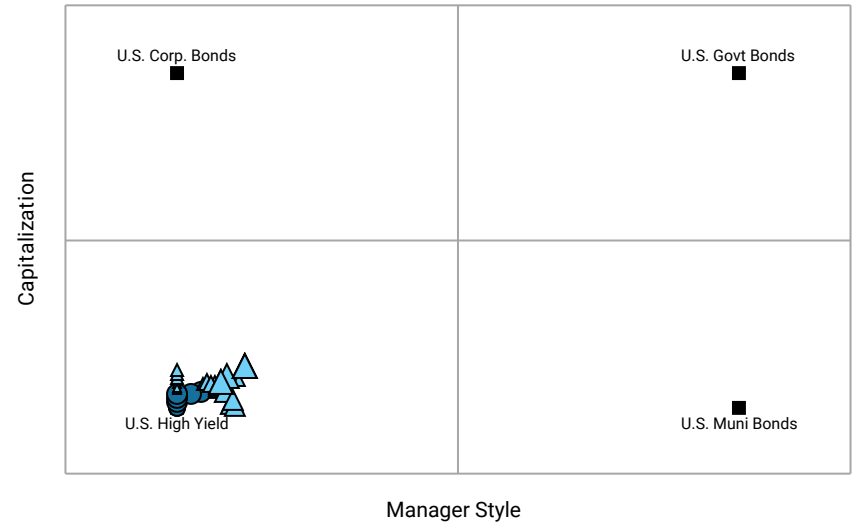 U.S. Corp. Bonds
U.S. Govt Bonds
Capitalization
U.S. High Yield
U.S. Muni Bonds
Manager Style